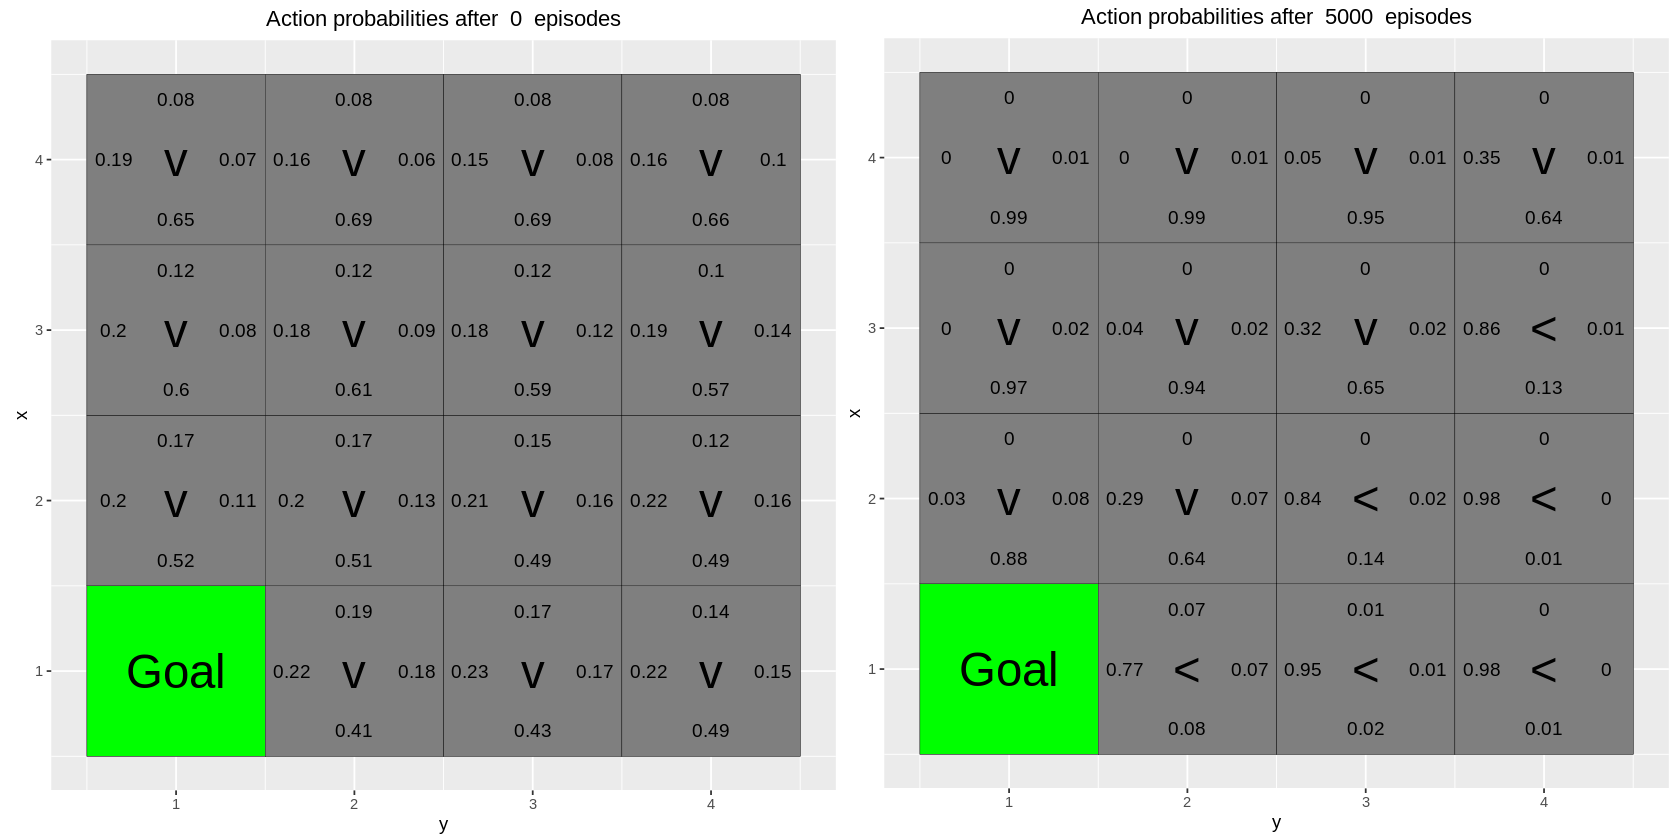 Action probabilities after 0 episodes
0.08 0.08 0.08 0.08
4 0.19 v 0.07 0.16 v 0.06 0.15 v 0.08 0.16 v 0.1
0.65 0.69 0.69 0.66
0.12 0.12 0.12 0.1
3 0.2 v 0.08 0.18 v 0.09 0.18 v 0.12 0.19 v 0.14
0.6 0.61 0.59 0.57
x
0.17 0.17 0.15 0.12
2 0.2 v 0.11 0.2 v 0.13 0.21 v 0.16 0.22 v 0.16
0.52 0.51 0.49 0.49
0.19 0.17 0.14
1 Goal 0.22 v 0.18 0.23 v 0.17 0.22 v 0.15
0.41 0.43 0.49
1 2 3 4
y
Action probabilities after 5000 episodes
0 0 0 0
4 0 v 0.01 0 v 0.01 0.05 v 0.01 0.35 v 0.01
0.99 0.99 0.95 0.64
0 0 0 0
3 0 v 0.02 0.04 v 0.02 0.32 v 0.02 0.86 < 0.01
0.97 0.94 0.65 0.13
x
0 0 0 0
2 0.03 v 0.08 0.29 v 0.07 0.84 < 0.02 0.98 < 0
0.88 0.64 0.14 0.01
0.07 0.01 0
1 Goal 0.77 < 0.07 0.95 < 0.01 0.98 < 0
0.08 0.02 0.01
1 2 3 4
y